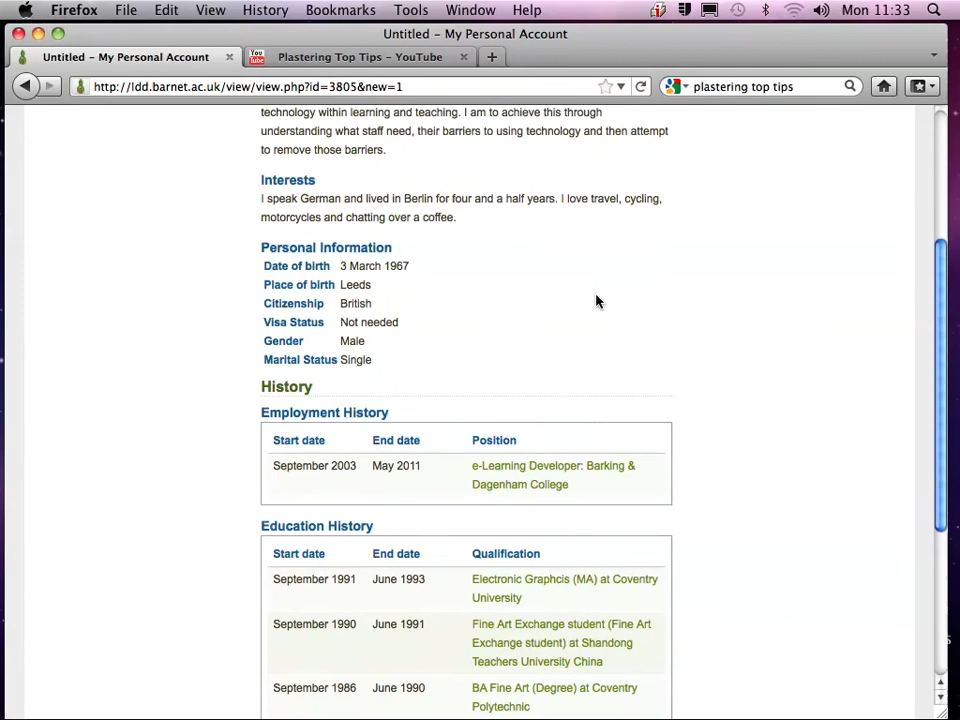 Firefox File Edit View History Bookmarks Tools Window Help Mon 11:33
Untitled - My Personal Account
Untitled - My Personal Account You Tube Plastering Top Tips - YouTube
http://ldd.barnet.ac.uk/view/view.php?id=3805&new=1 plastering top tips
technology within learning and teaching. I am to achieve this through
understanding what staff need, their barriers to using technology and then attempt
to remove those barriers.
Interests
I speak German and lived in Berlin for four and a half years. I love travel, cycling,
motorcycles and chatting over a coffee.
Personal Information
Date of birth 3 March 1967
Place of birth Leeds
Citizenship British
Visa Status Not needed
Gender Male
Marital Status Single
History
Employment History
Start date End date Position
September 2003 May 2011 e-Learning Developer: Barking &
Dagenham College
Education History
Start date End date Qualification
September 1991 June 1993 Electronic Graphcis (MA) at Coventry
University
September 1990 June 1991 Fine Art Exchange student (Fine Art
Exchange student) at Shandong
Teachers University China
September 1986 June 1990 BA Fine Art (Degree) at Coventry
Polytechnic